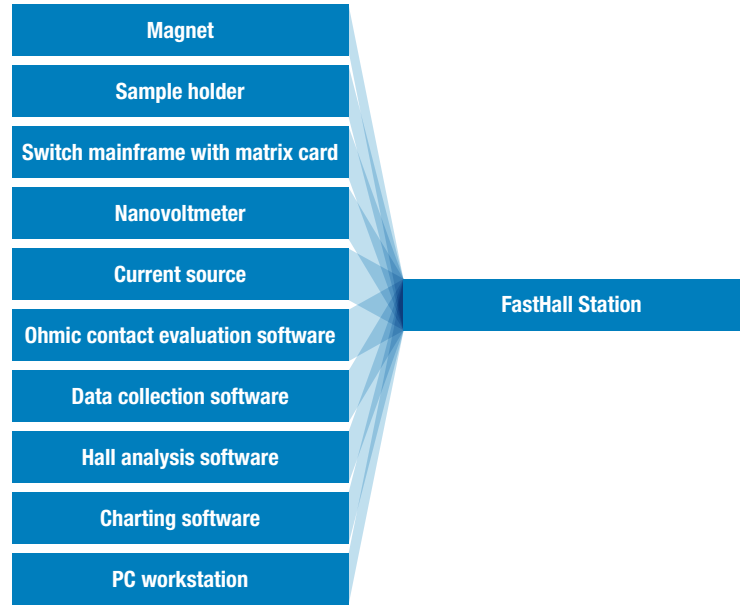 Magnet
Sample holder
Switch mainframe with matrix card
Nanovoltmeter
Current source
FastHall Station
Ohmic contact evaluation software
Data collection software
Hall analysis software
Charting software
PC workstation